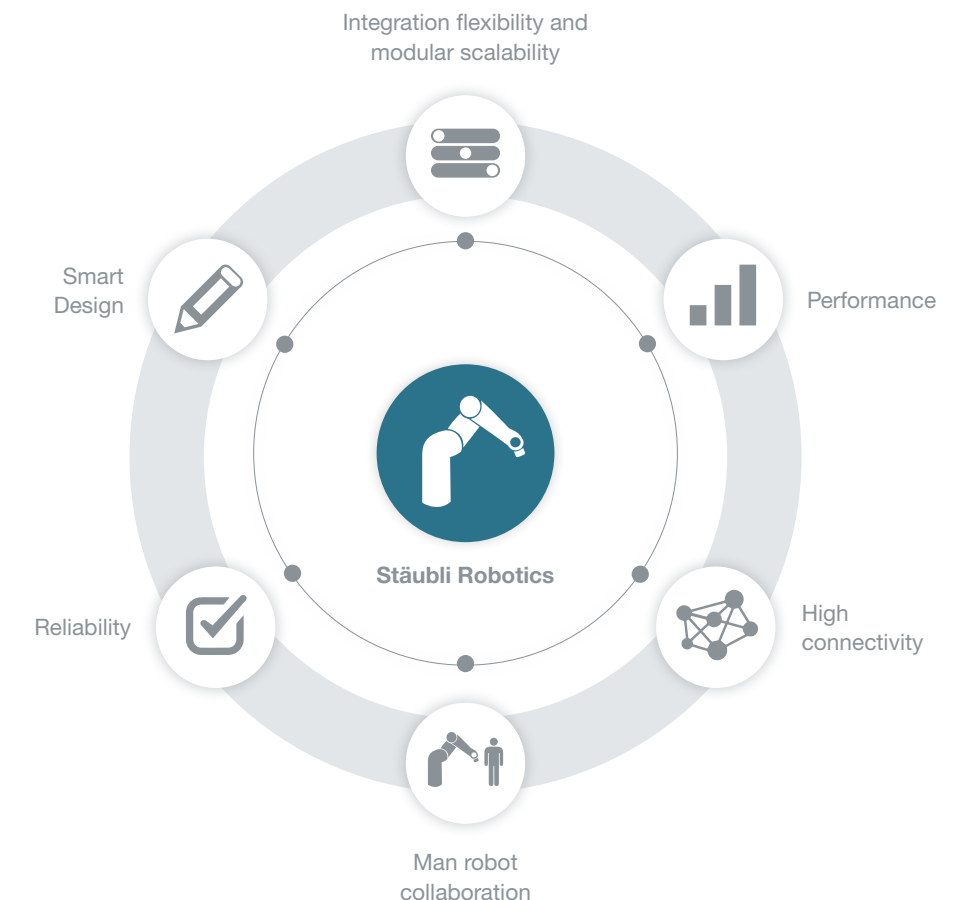 Integration flexibility and
modular scalability
Smart
Design
Performance
Stäubli Robotics
Reliability
High
connectivity
Man robot
collaboration